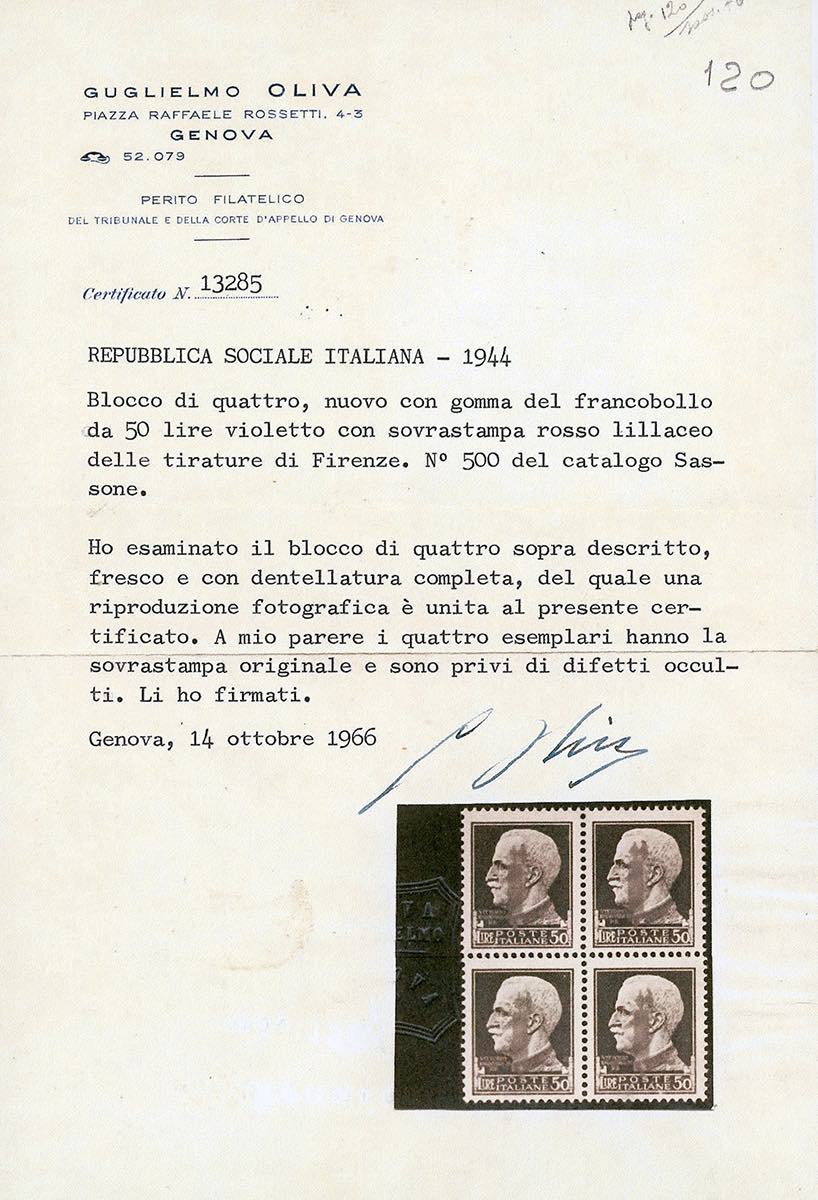 pag. 120
120
GUGLIELMO OLIVA
PIAZZA RAFFAELE ROSSETTI, 4-3
GENOVA
52.079
PERITO FILATELICO
DEL TRIBUNALE E DELLA CORTE D'APPELLO DI GENOVA
Certificato N. 13285
REPUBBLICA SOCIALE ITALIANA - 1944
Blocco di quattro, nuovo con gomma del francobollo
da 50 lire violetto con sovrastampa rosso lillaceo
delle tirature di Firenze. N° 500 del catalogo Sas-
sone.
Ho esaminato il blocco di quattro sopra descritto,
fresco e con dentellatura completa, del quale una
riproduzione fotografica è unita al presente cer-
tificato. A mio parere i quattro esemplari hanno la
sovrastampa originale e sono privi di difetti occul-
ti. Li ho firmati.
Genova, 14 ottobre 1966
LIRE POSTE ITALIANE 50
LIRE POSTE ITALIANE 50
LIRE POSTE ITALIANE 50
LIRE POSTE ITALIANE 50